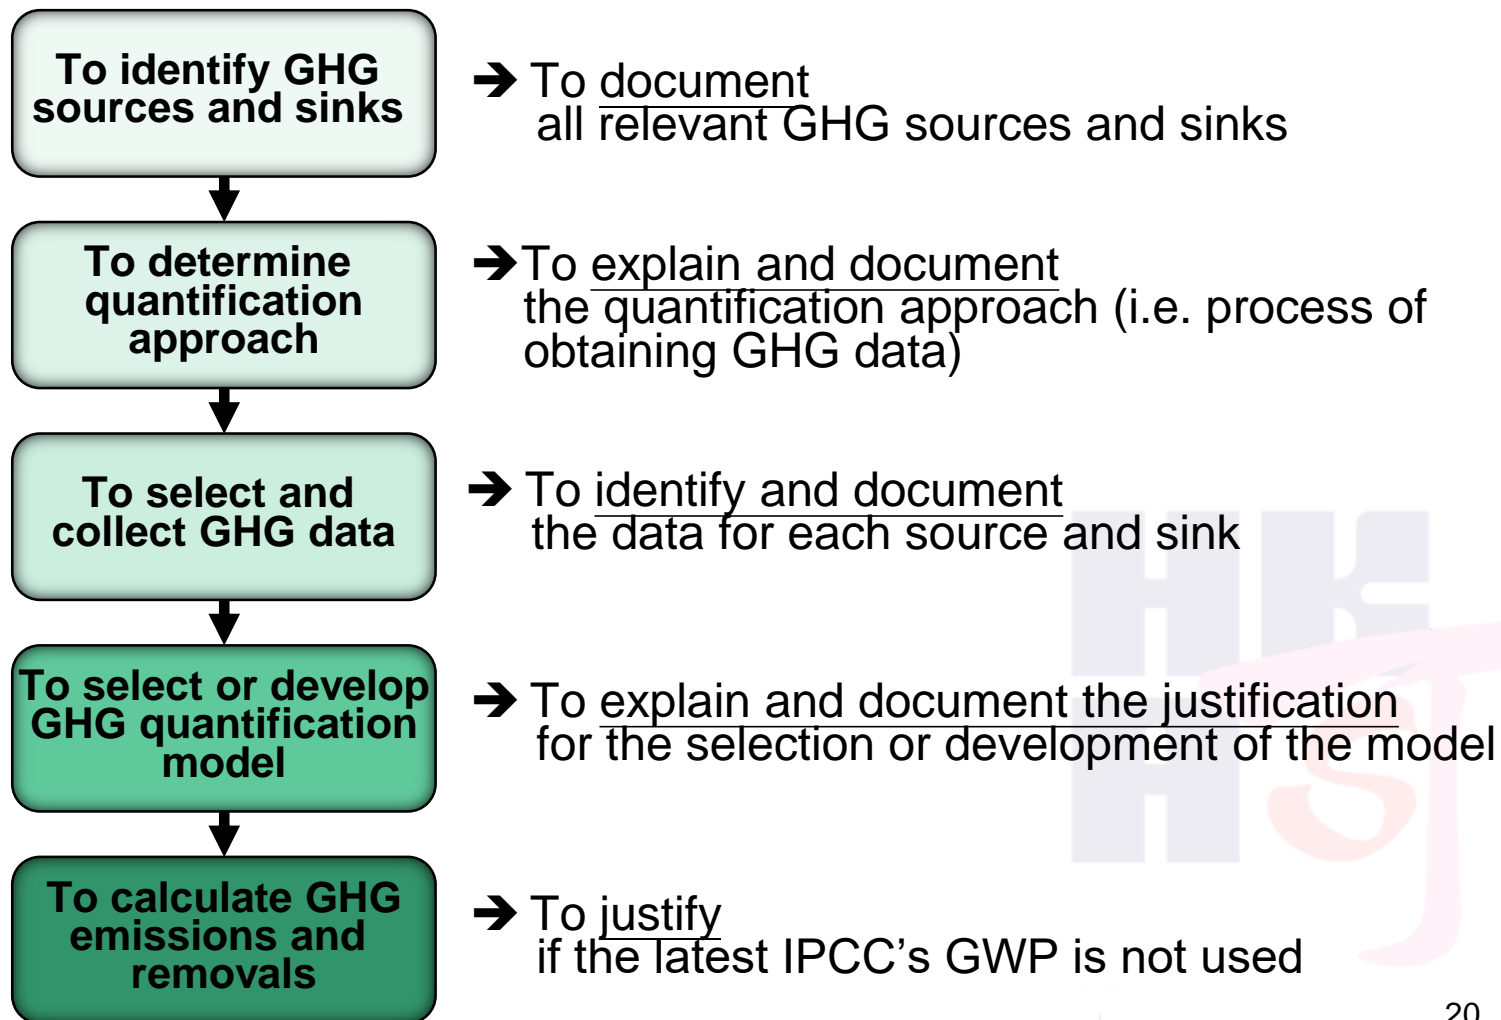 To identify GHG
sources and sinks
➔ To document
all relevant GHG sources and sinks
To determine
quantification
approach
➔To explain and document
the quantification approach (i.e. process of
obtaining GHG data)
To select and
collect GHG data
➔ To identify and document
the data for each source and sink
To select or develop
GHG quantification
model
➔ To explain and document the justification
for the selection or development of the model
To calculate GHG
emissions and
removals
➔ To justify
if the latest IPCC’s GWP is not used
HK
HSJ
20